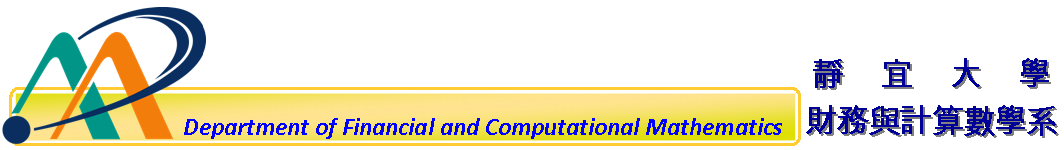 Department of Financial and Computational Mathematics
靜宜大學
財務與計算數學系